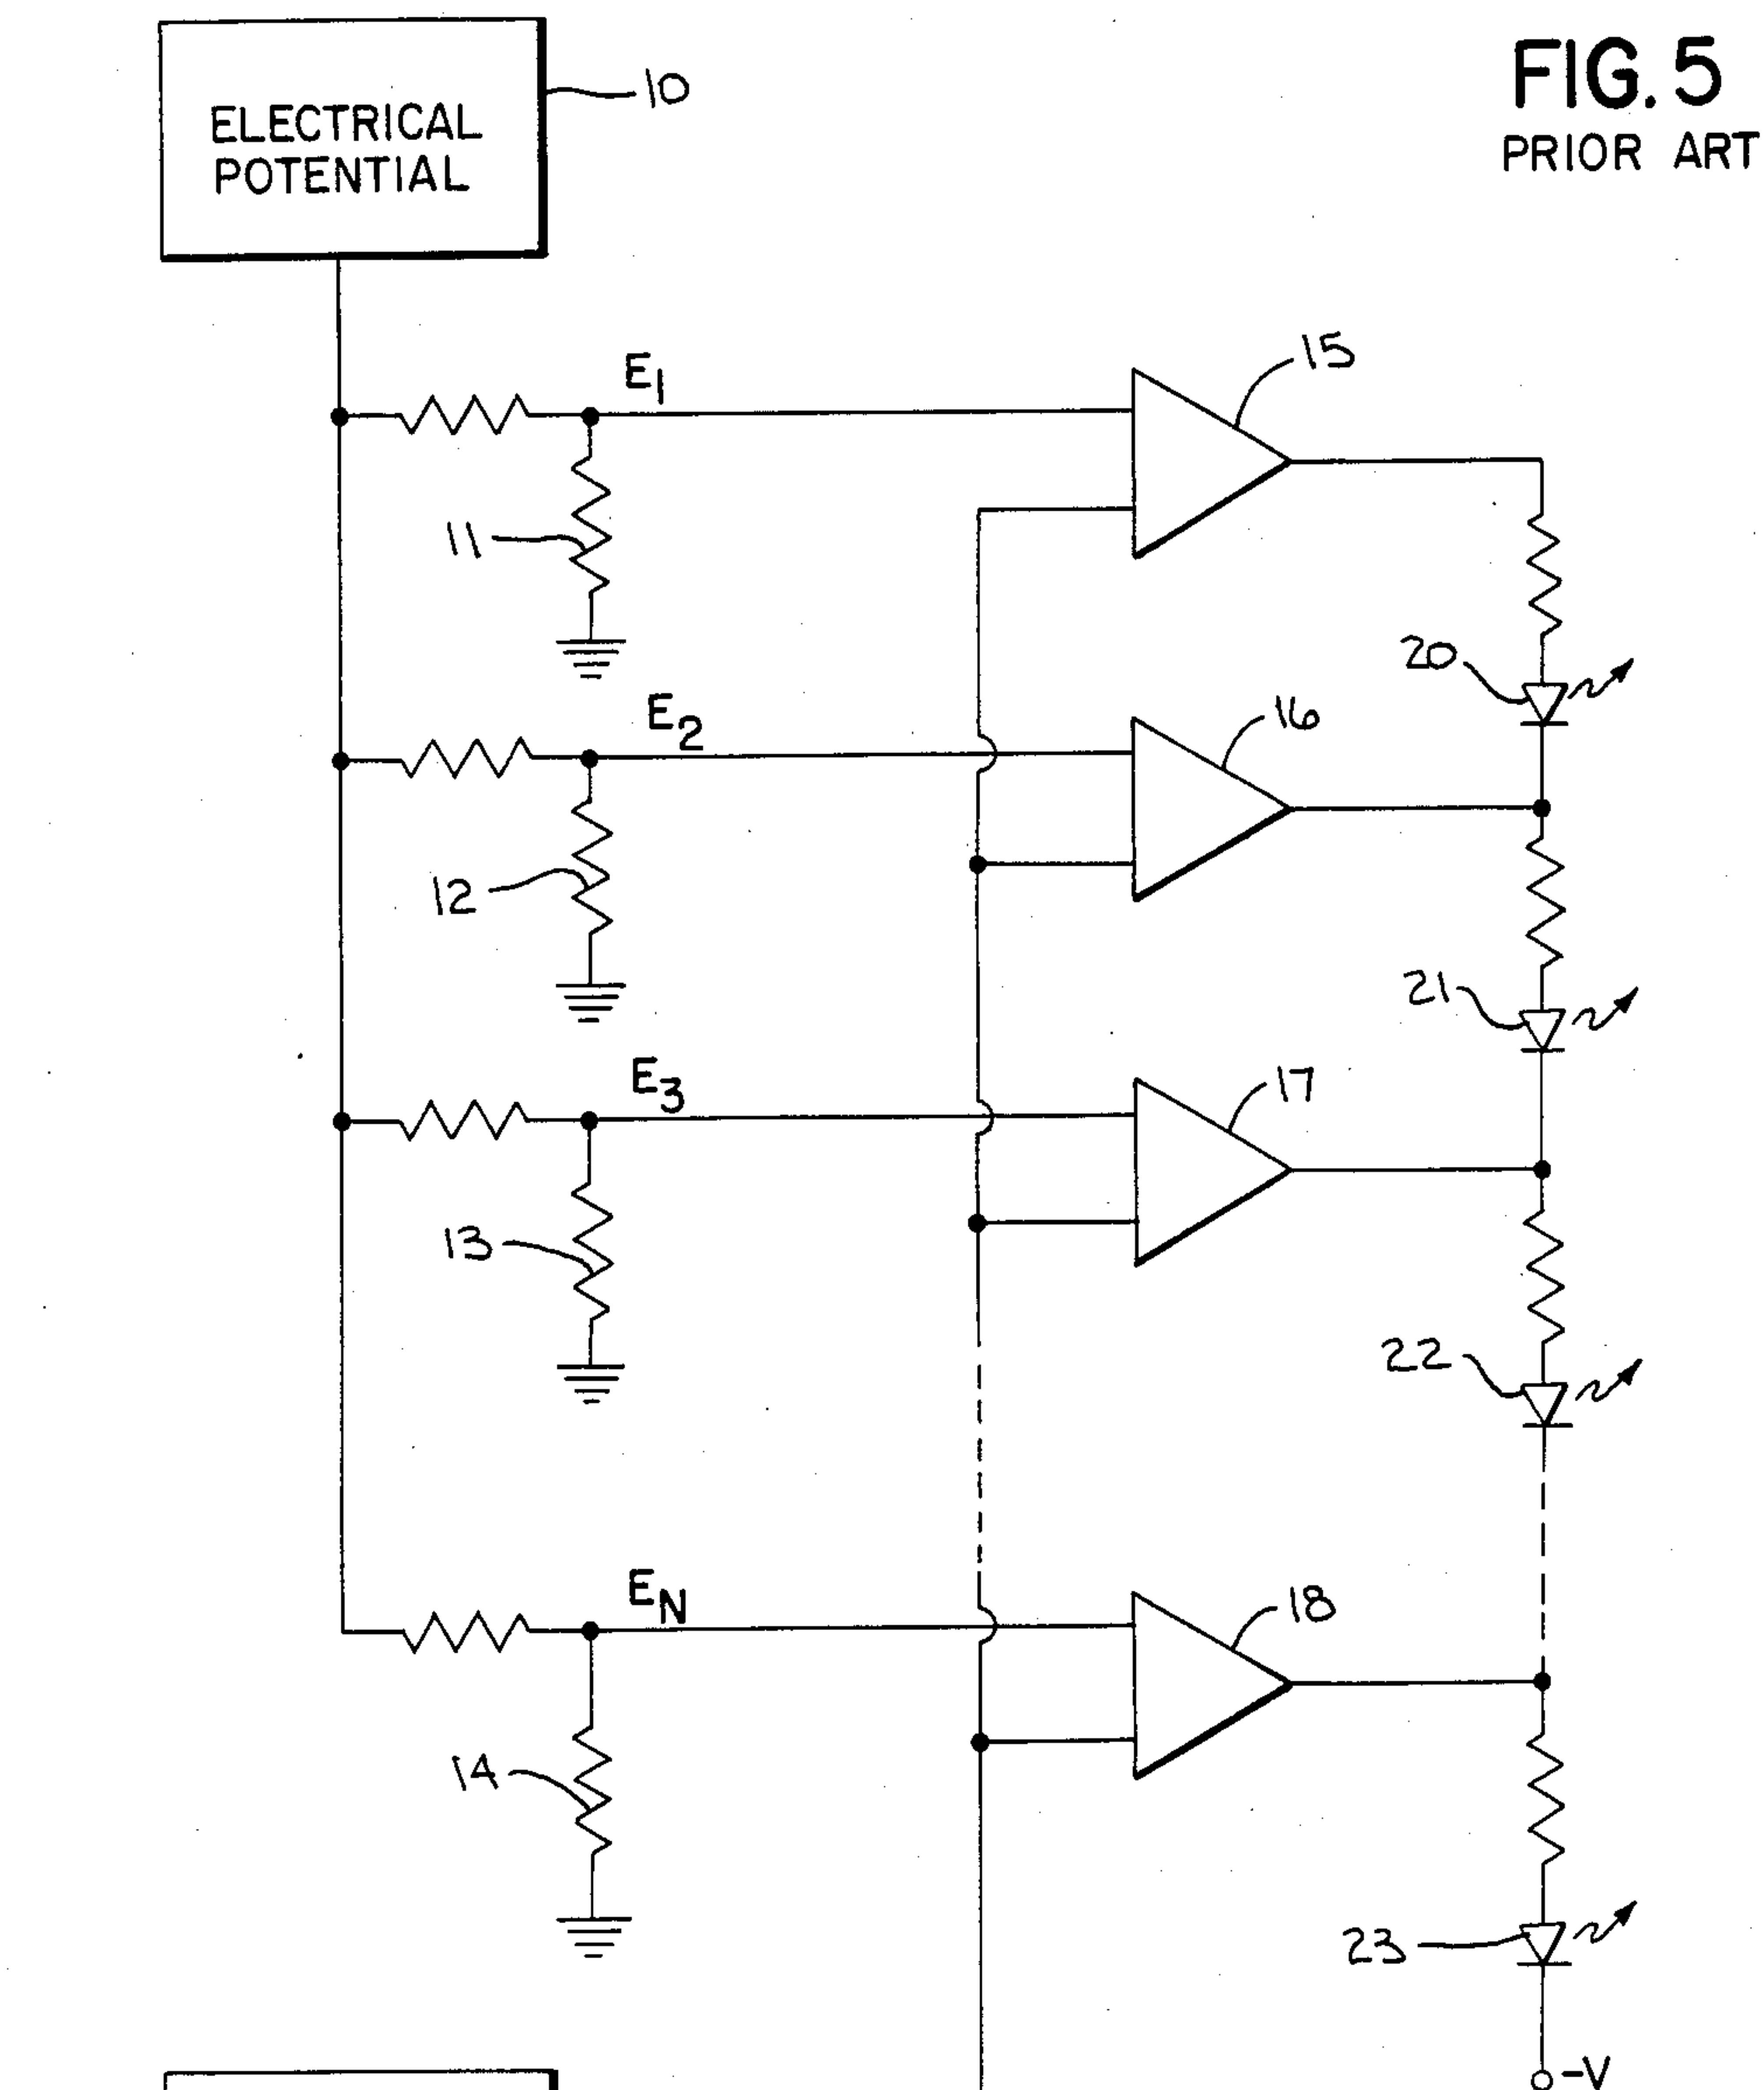 FIG. 5
PRIOR ART
ELECTRICAL
POTENTIAL
10
E1
15
11
20
E2
16
12
21
E3
17
13
22
EN
18
14
23
-V